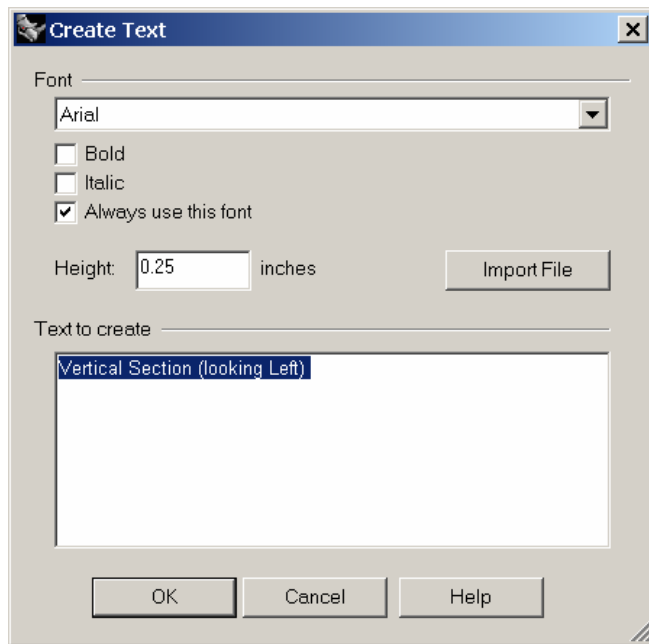 Create Text
Font
Arial
Bold
Italic
Always use this font
Height: 0.25 inches Import File
Text to create
Vertical Section (looking Left)
OK Cancel Help